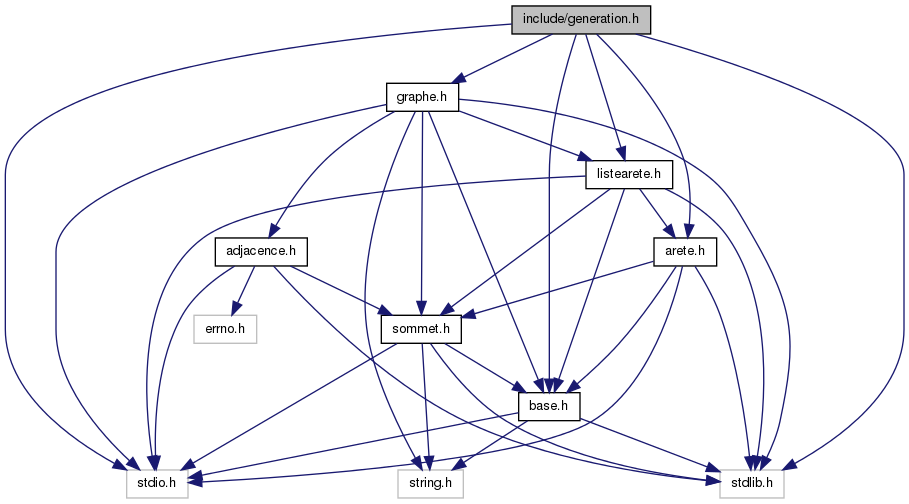 include/generation.h
graphe.h
listearete.h
adjacence.h
arete.h
errno.h
sommet.h
base.h
stdio.h
string.h
stdlib.h